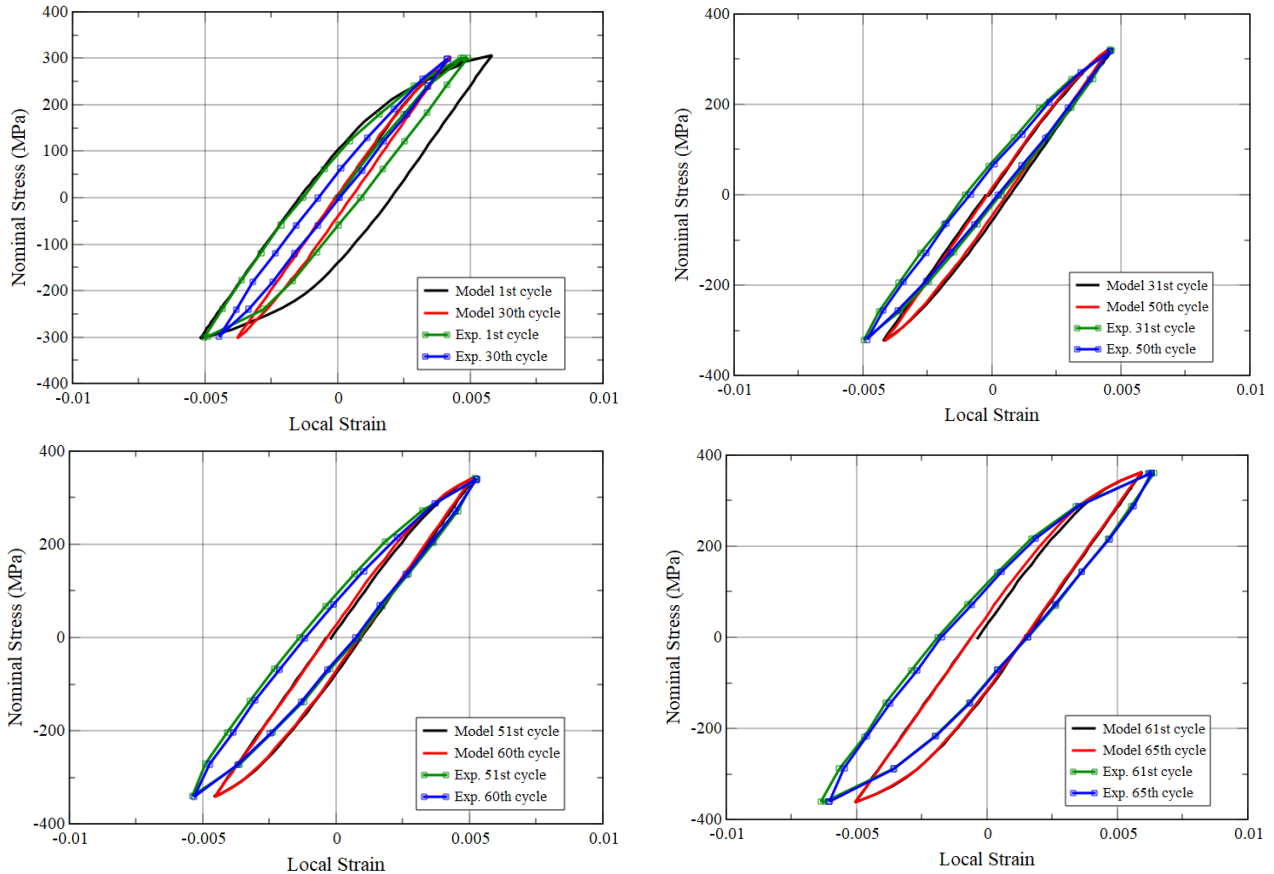 400
300
200
100
0
-100
-200
-300
-400
-0.01
-0.005
0
0.005
0.01
Nominal Stress (MPa)
Local Strain
Model 1st cycle
Model 30th cycle
Exp. 1st cycle
Exp. 30th cycle
400
200
0
-200
-400
-0.01
-0.005
0
0.005
0.01
Nominal Stress (MPa)
Local Strain
Model 31st cycle
Model 50th cycle
Exp. 31st cycle
Exp. 50th cycle
400
200
0
-200
-400
-0.01
-0.005
0
0.005
0.01
Nominal Stress (MPa)
Local Strain
Model 51st cycle
Model 60th cycle
Exp. 51st cycle
Exp. 60th cycle
400
200
0
-200
-400
-0.01
-0.005
0
0.005
0.01
Nominal Stress (MPa)
Local Strain
Model 61st cycle
Model 65th cycle
Exp. 61st cycle
Exp. 65th cycle